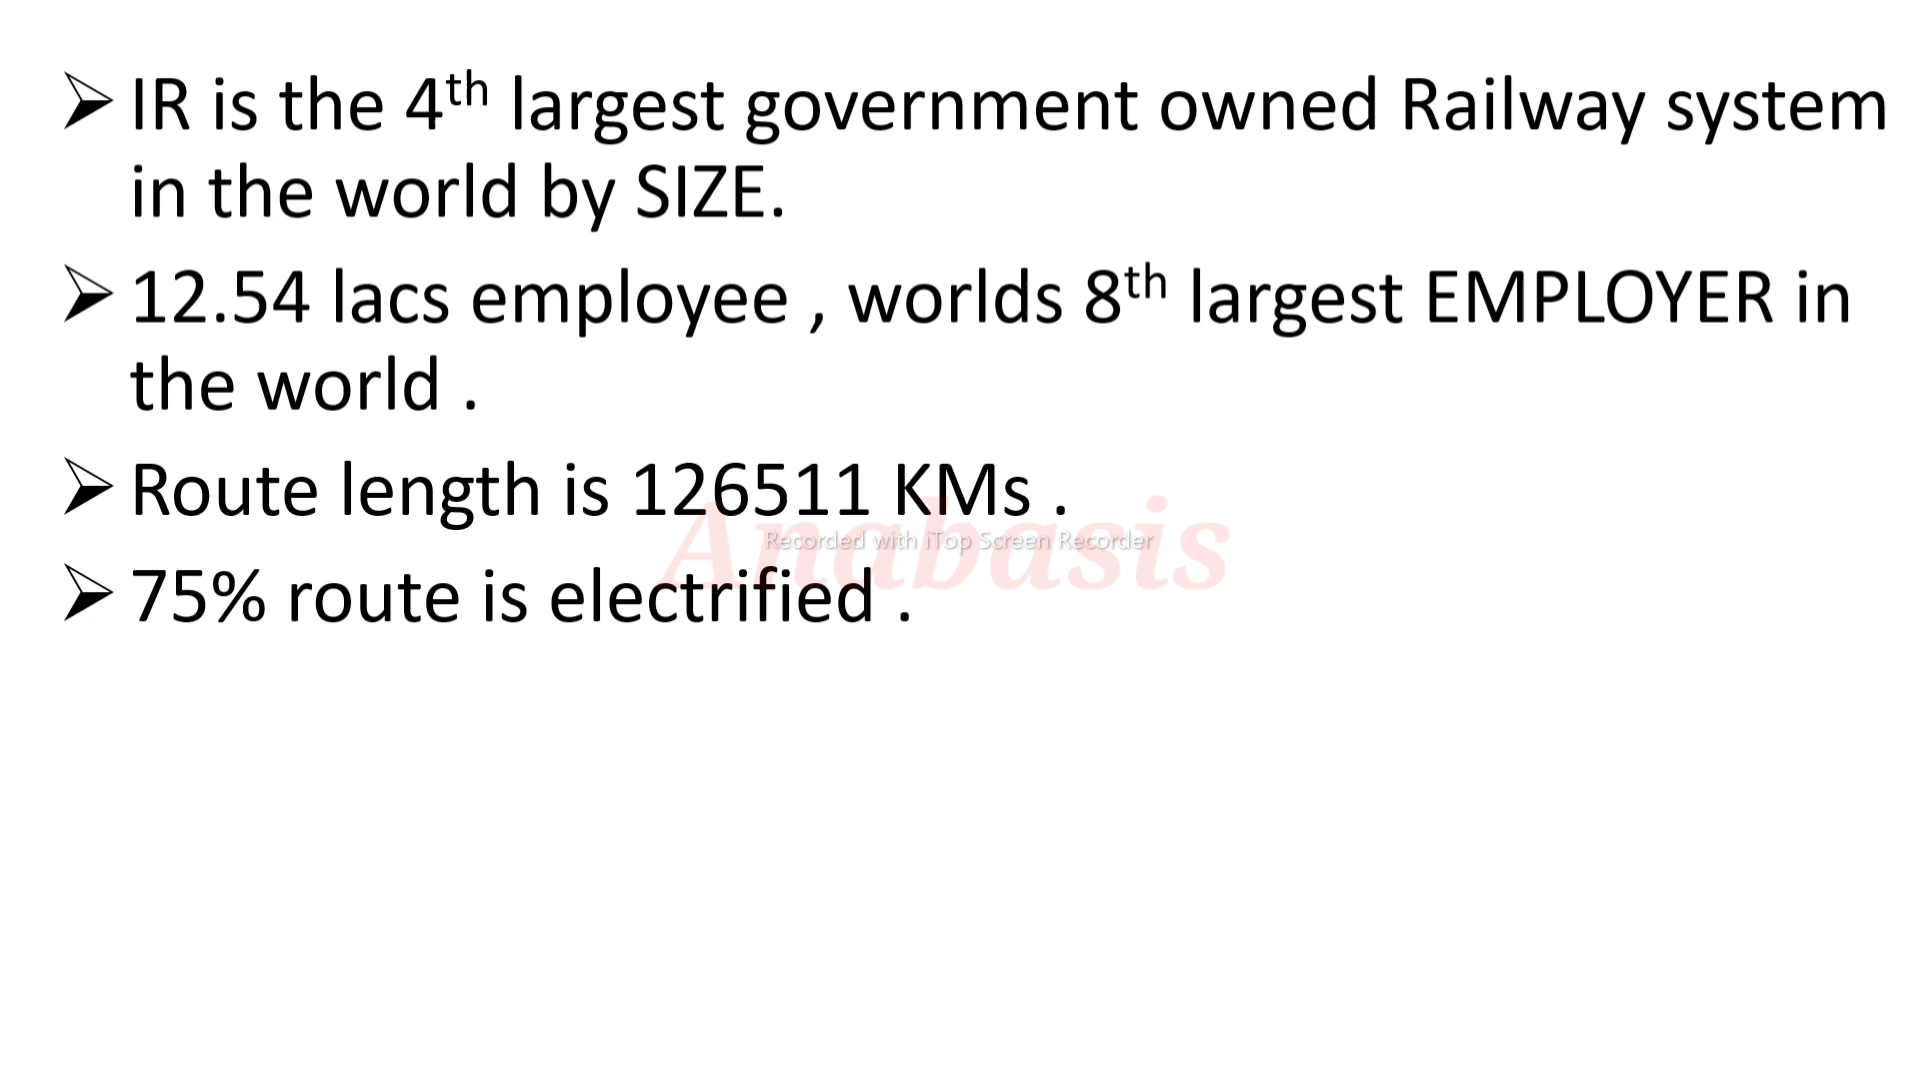 ➢ IR is the 4th largest government owned Railway system
in the world by SIZE.
➢ 12.54 lacs employee , worlds 8th largest EMPLOYER in
the world .
➢ Route length is 126511 KMs .
Anabasis
Recorded with iTop Screen Recorder
➢ 75% route is electrified .